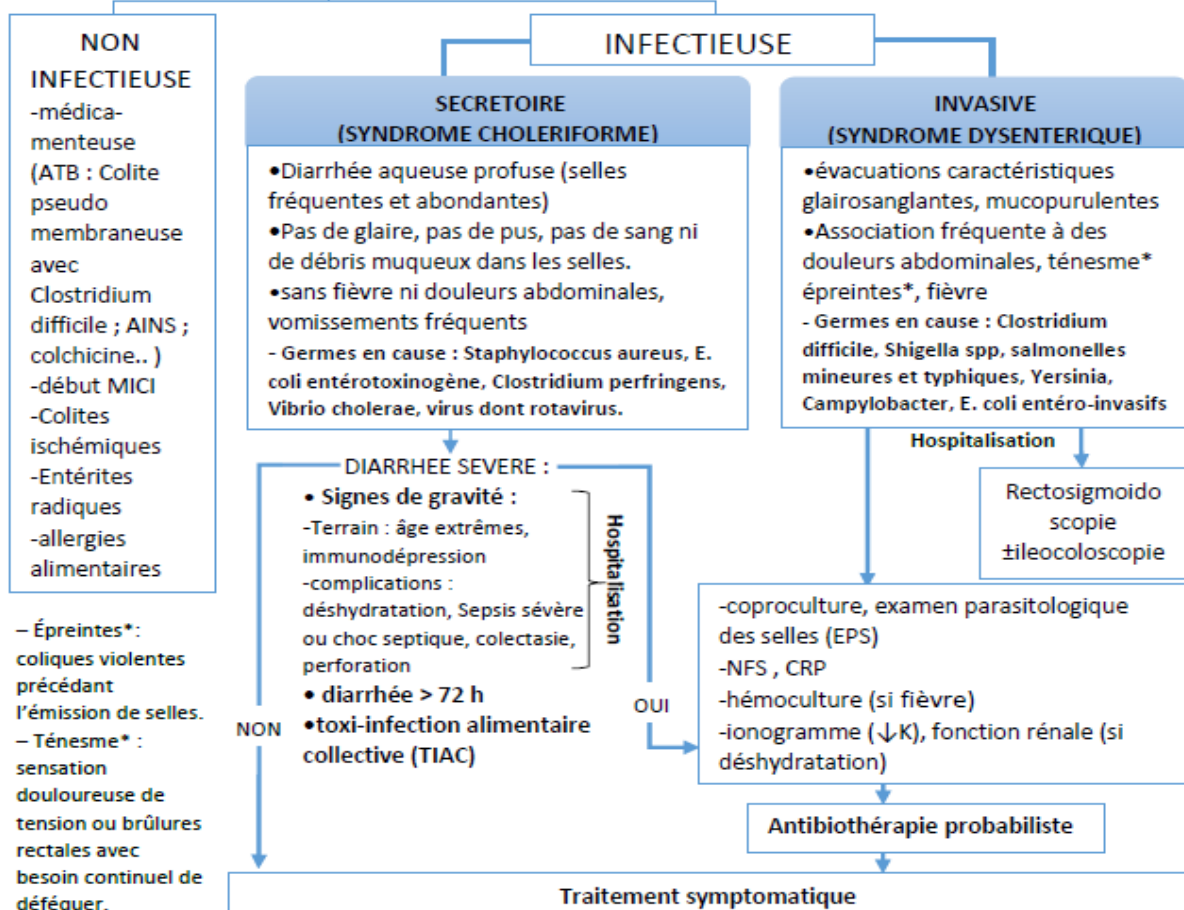 NON
INFECTIEUSE
-médica-
menteuse
(ATB : Colite
pseudo
membraneuse
avec
Clostridium
difficile ; AINS ;
colchicine.. )
-début MICI
-Colites
ischémiques
-Entérites
radiques
-allergies
alimentaires
– Épreintes*:
coliques violentes
précédant
l'émission de selles.
– Ténesme* :
sensation
douloureuse de
tension ou brûlures
rectales avec
besoin continuel de
déféquer.
INFECTIEUSE
SECRETOIRE
(SYNDROME CHOLERIFORME)
•Diarrhée aqueuse profuse (selles
fréquentes et abondantes)
•Pas de glaire, pas de pus, pas de sang ni
de débris muqueux dans les selles.
•sans fièvre ni douleurs abdominales,
vomissements fréquents
- Germes en cause : Staphylococcus aureus, E.
coli entérotoxinogène, Clostridium perfringens,
Vibrio cholerae, virus dont rotavirus.
INVASIVE
(SYNDROME DYSENTERIQUE)
•évacuations caractéristiques
glairosanglantes, mucopurulentes
•Association fréquente à des
douleurs abdominales, ténesme*
épreintes*, fièvre
- Germes en cause : Clostridium
difficile, Shigella spp, salmonelles
mineures et typhiques, Yersinia,
Campylobacter, E. coli entéro-invasifs
DIARRHEE SEVERE :
• Signes de gravité :
-Terrain : âge extrêmes,
immunodépression
-complications :
déshydratation, Sepsis sévère
ou choc septique, colectasie,
perforation
Hospitalisation
• diarrhée > 72 h
•toxi-infection alimentaire
collective (TIAC)
NON
OUI
Hospitalisation
Rectosigmoido
scopie
±ileocoloscopie
-coproculture, examen parasitologique
des selles (EPS)
-NFS , CRP
-hémoculture (si fièvre)
-ionogramme (↓K), fonction rénale (si
déshydratation)
Antibiothérapie probabiliste
Traitement symptomatique